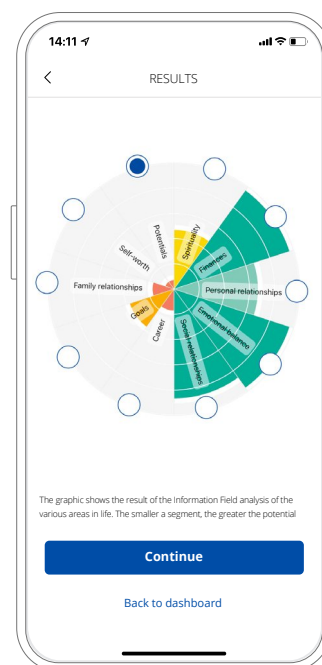 14:11
RESULTS
Potentials
Spirituality
Self-worth
Finances
Family relationships
Personal relationships
Goals
Emotional balance
Career
Social relationships
The graphic shows the result of the Information Field analysis of the
various areas in life. The smaller a segment, the greater the potential
Continue
Back to dashboard